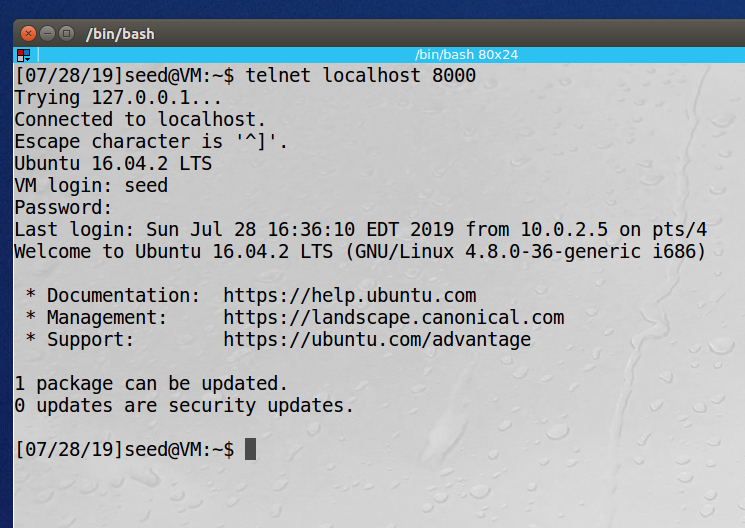 /bin/bash
/bin/bash 80x24
[07/28/19]seed@VM:~$ telnet localhost 8000
Trying 127.0.0.1...
Connected to localhost.
Escape character is '^]'.
Ubuntu 16.04.2 LTS
VM login: seed
Password:
Last login: Sun Jul 28 16:36:10 EDT 2019 from 10.0.2.5 on pts/4
Welcome to Ubuntu 16.04.2 LTS (GNU/Linux 4.8.0-36-generic i686)
* Documentation:  https://help.ubuntu.com
* Management:     https://landscape.canonical.com
* Support:        https://ubuntu.com/advantage
1 package can be updated.
0 updates are security updates.
[07/28/19]seed@VM:~$